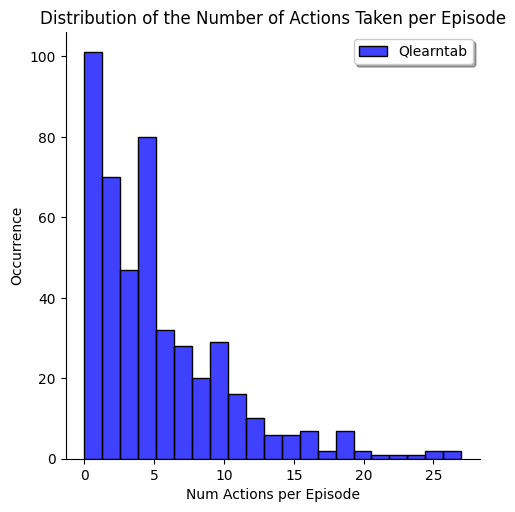 Distribution of the Number of Actions Taken per Episode
Qlearntab
100
80
60
40
20
0
Occurrence
0 5 10 15 20 25
Num Actions per Episode